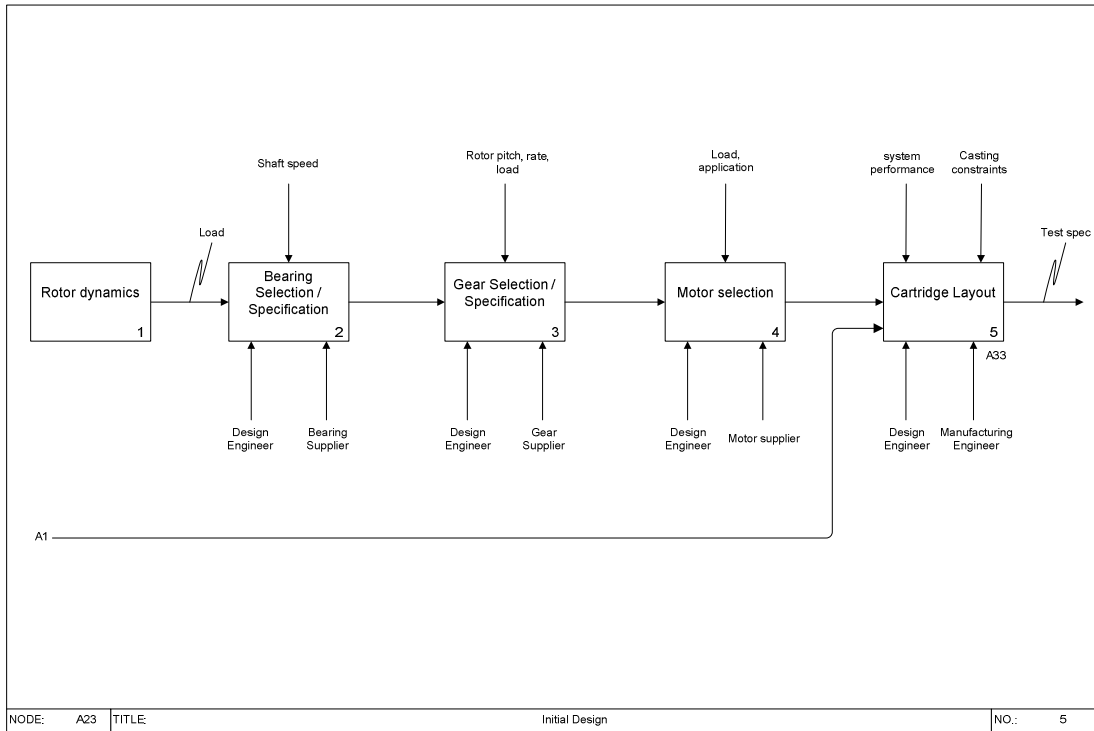 Shaft speed
Rotor pitch, rate,
load
Load,
application
system
performance
Casting
constraints
Load
Test spec
Rotor dynamics
1
Bearing
Selection /
Specification
2
Gear Selection /
Specification
3
Motor selection
4
Cartridge Layout
5
A33
Design
Engineer
Bearing
Supplier
Design
Engineer
Gear
Supplier
Design
Engineer
Motor supplier
Design
Engineer
Manufacturing
Engineer
A1
NODE: A23 TITLE: Initial Design NO.: 5